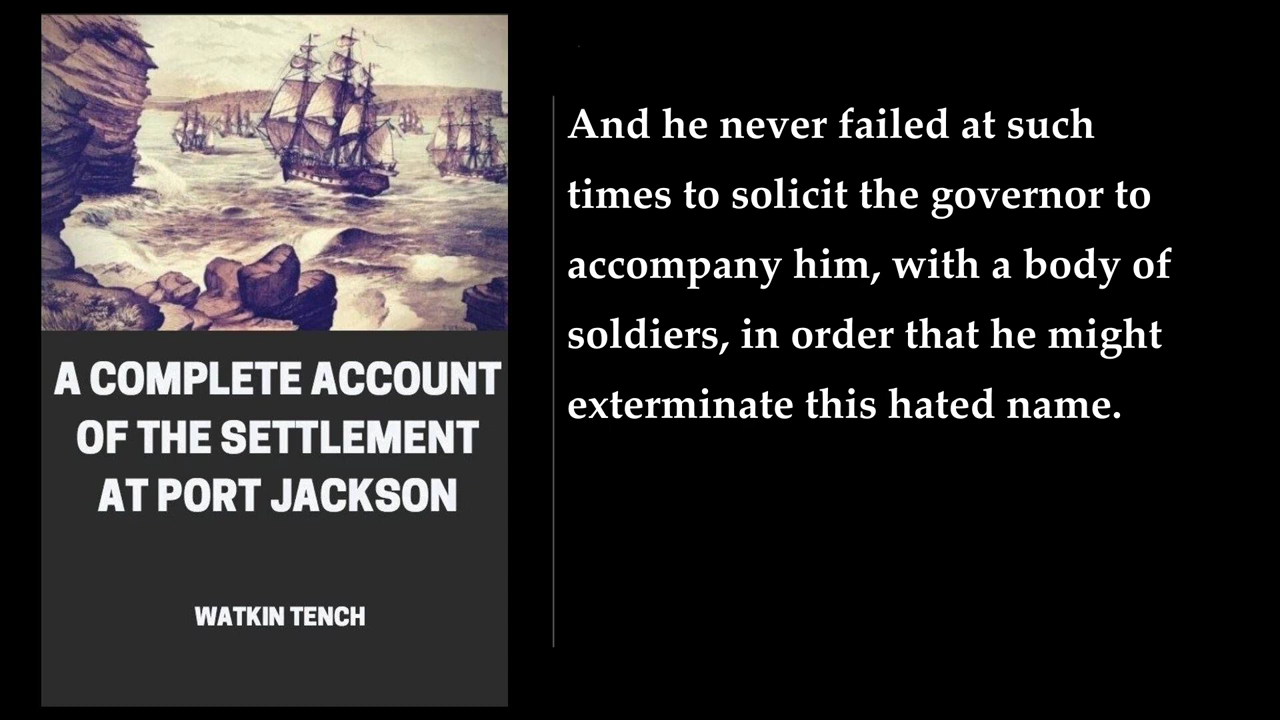 A COMPLETE ACCOUNT
OF THE SETTLEMENT
AT PORT JACKSON
WATKIN TENCH
And he never failed at such
times to solicit the governor to
accompany him, with a body of
soldiers, in order that he might
exterminate this hated name.